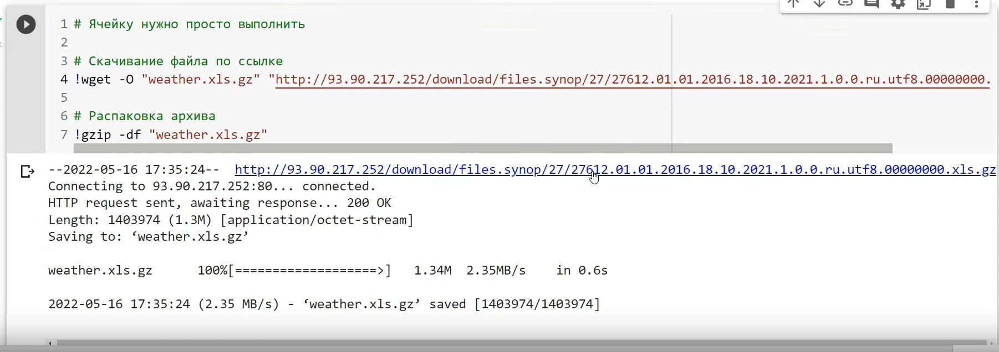 1 # Ячейку нужно просто выполнить
2
3 # Скачивание файла по ссылке
4 !wget -O "weather.xls.gz" "http://93.90.217.252/download/files.synop/27/27612.01.01.2016.18.10.2021.1.0.0.ru.utf8.00000000.
5
6 # Распаковка архива
7 !gzip -df "weather.xls.gz"
--2022-05-16 17:35:24-- http://93.90.217.252/download/files.synop/27/27612.01.01.2016.18.10.2021.1.0.0.ru.utf8.00000000.xls.gz
Connecting to 93.90.217.252:80... connected.
HTTP request sent, awaiting response... 200 OK
Length: 1403974 (1.3M) [application/octet-stream]
Saving to: ‘weather.xls.gz’
weather.xls.gz 100%[===================>] 1.34M 2.35MB/s in 0.6s
2022-05-16 17:35:24 (2.35 MB/s) - ‘weather.xls.gz’ saved [1403974/1403974]